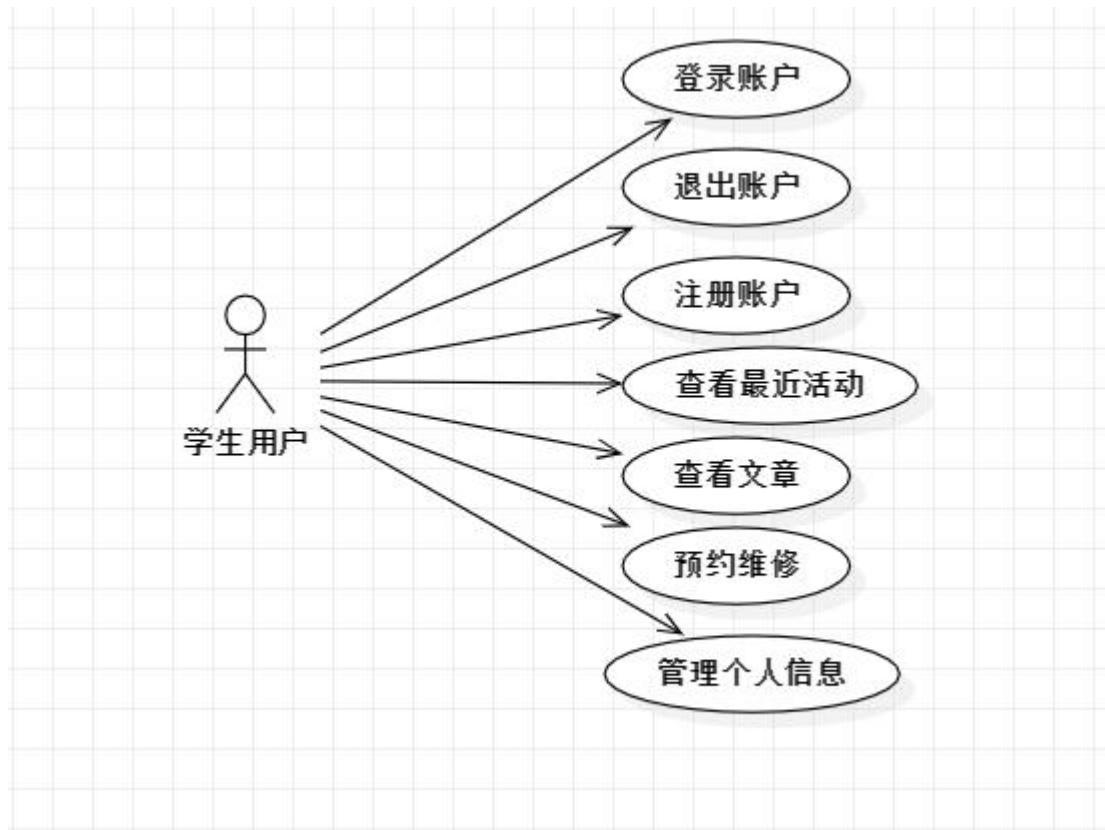 登录账户
退出账户
注册账户
查看最近活动
学生用户
查看文章
预约维修
管理个人信息